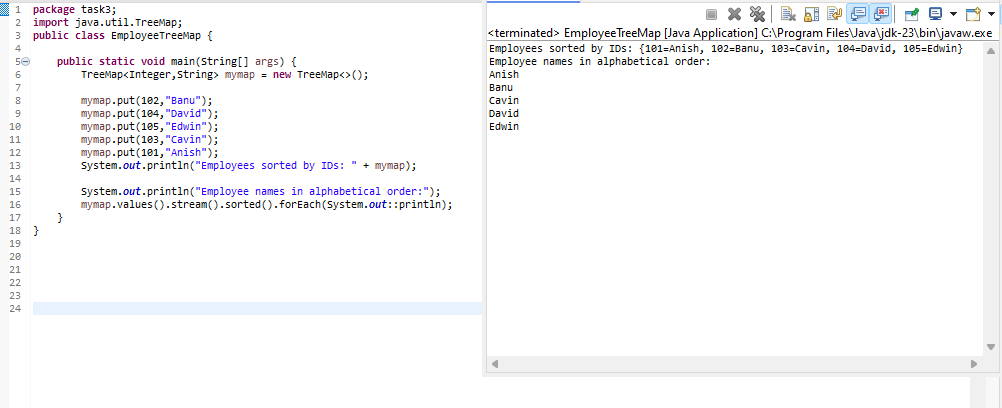 1 package task3;
2 import java.util.TreeMap;
3 public class EmployeeTreeMap {
4
5 public static void main(String[] args) {
6 TreeMap<Integer,String> mymap = new TreeMap<>();
7
8 mymap.put(102,"Banu");
9 mymap.put(104,"David");
10 mymap.put(105,"Edwin");
11 mymap.put(103,"Cavin");
12 mymap.put(101,"Anish");
13 System.out.println("Employees sorted by IDs: " + mymap);
14
15 System.out.println("Employee names in alphabetical order:");
16 mymap.values().stream().sorted().forEach(System.out::println);
17 }
18 }
19
20
21
22
23
24
<terminated> EmployeeTreeMap [Java Application] C:\Program Files\Java\jdk-23\bin\javaw.exe
Employees sorted by IDs: {101=Anish, 102=Banu, 103=Cavin, 104=David, 105=Edwin}
Employee names in alphabetical order:
Anish
Banu
Cavin
David
Edwin